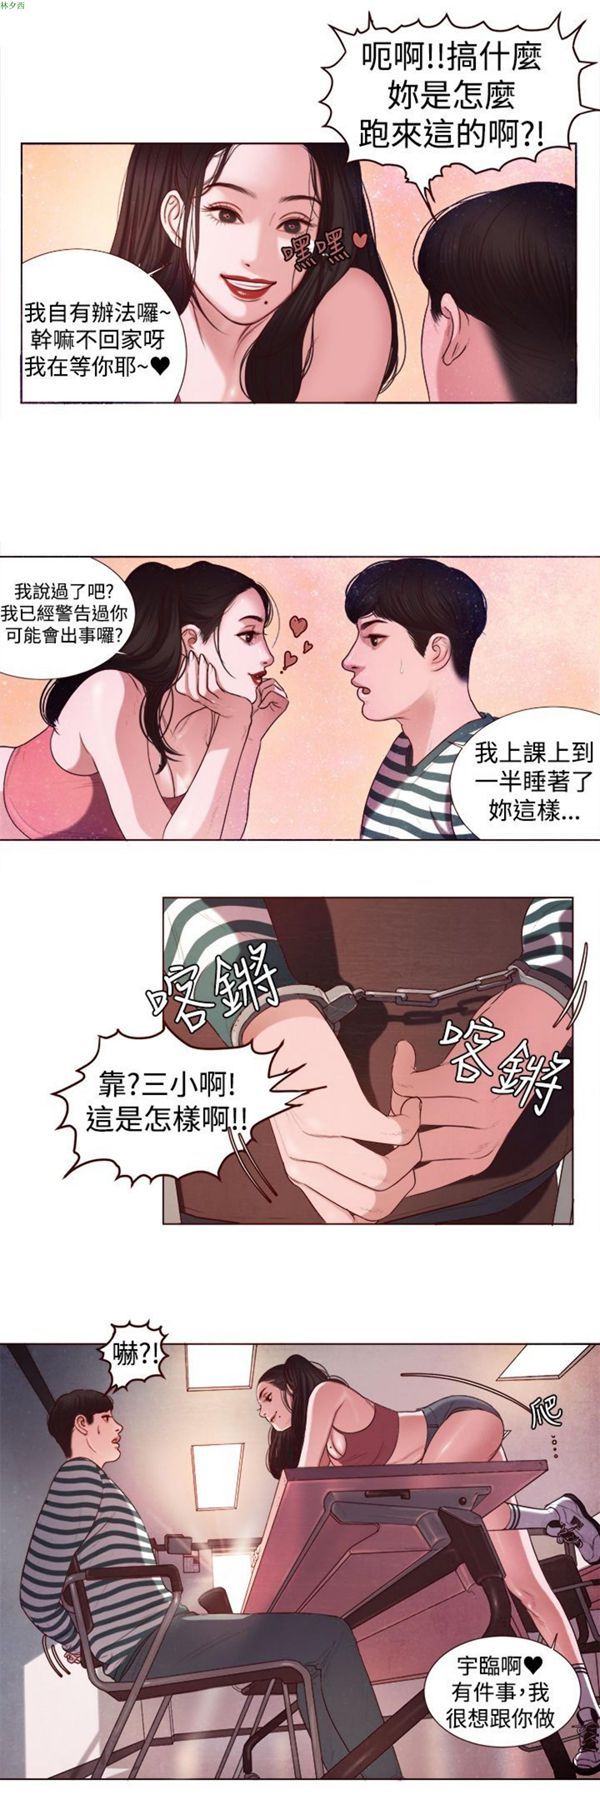 林夕西
呃啊!!搞什麼
妳是怎麼
跑來這的啊?!
嘿嘿♥
我自有辦法囉~
幹嘛不回家呀
我在等你耶~♥
我說過了吧?
我已經警告過你
可能會出事囉?
我上課上到
一半睡著了
妳這樣...
喀鏘
喀鏘
靠?三小啊!
這是怎樣啊!!
嚇?!
爬
宇臨啊♥
有件事,我
很想跟你做